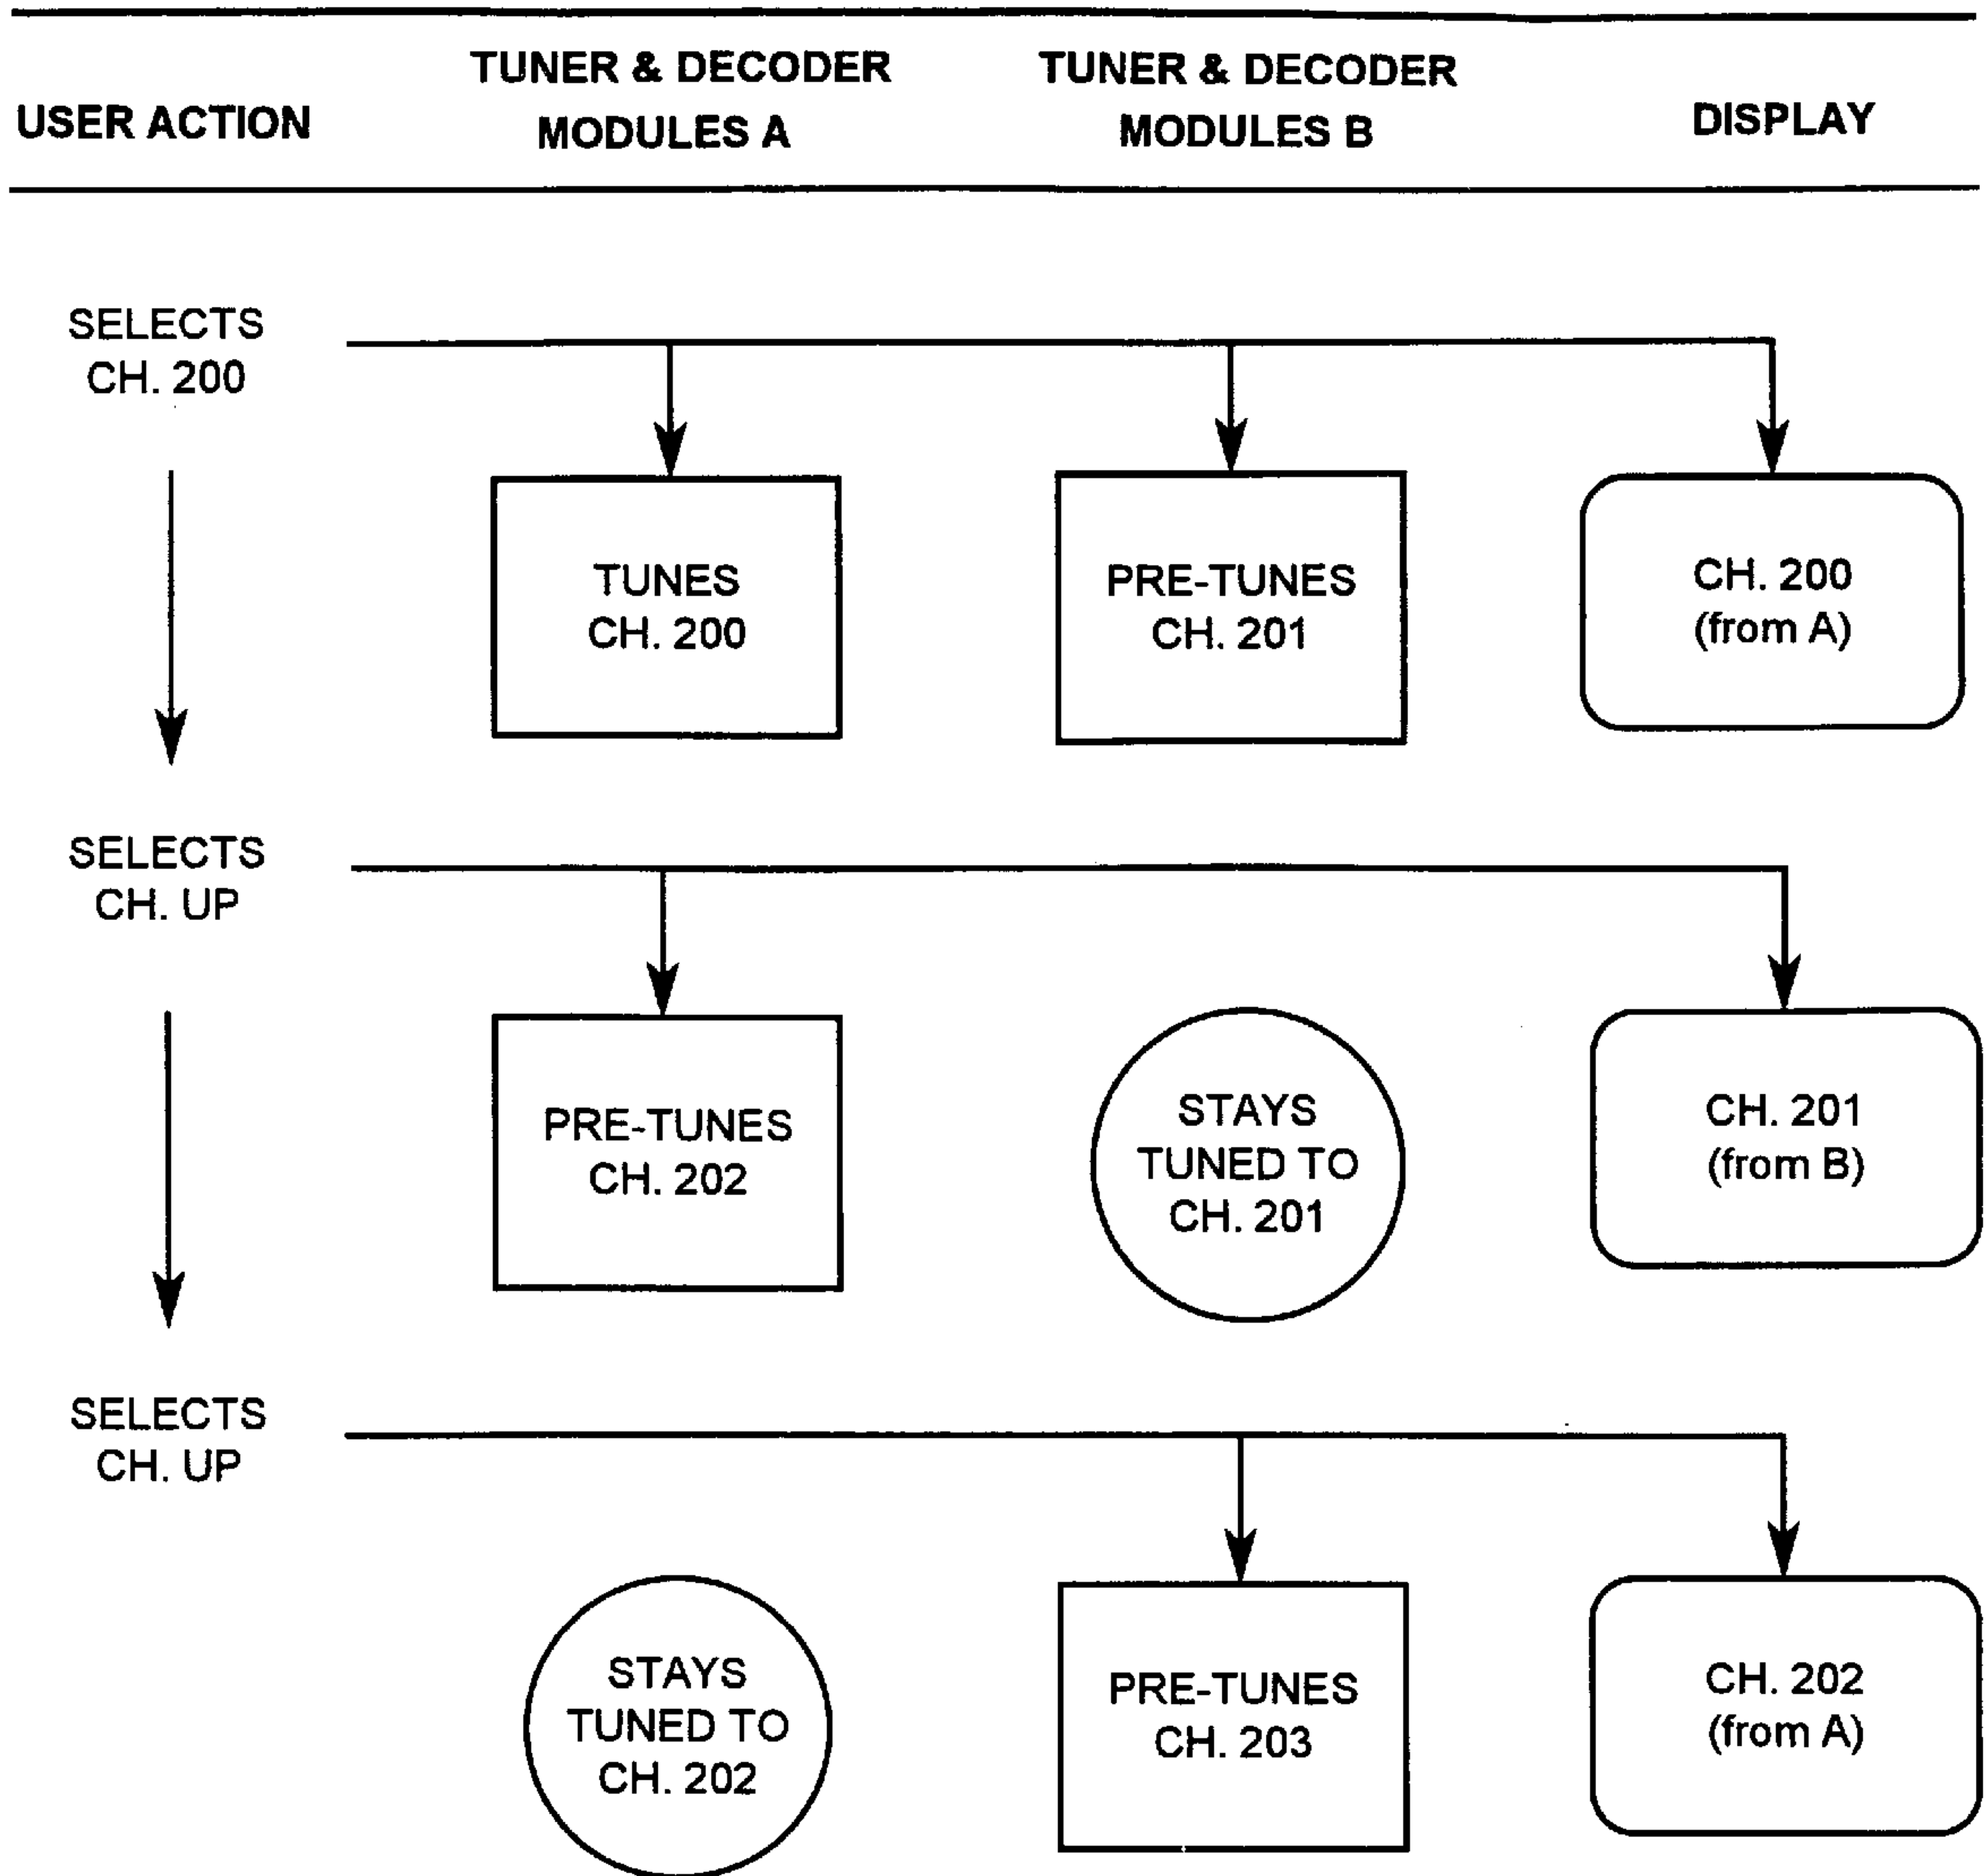 USER ACTION
TUNER & DECODER
MODULES A
TUNER & DECODER
MODULES B
DISPLAY
SELECTS
CH. 200
TUNES
CH. 200
PRE-TUNES
CH. 201
CH. 200
(from A)
SELECTS
CH. UP
PRE-TUNES
CH. 202
STAYS
TUNED TO
CH. 201
CH. 201
(from B)
SELECTS
CH. UP
STAYS
TUNED TO
CH. 202
PRE-TUNES
CH. 203
CH. 202
(from A)